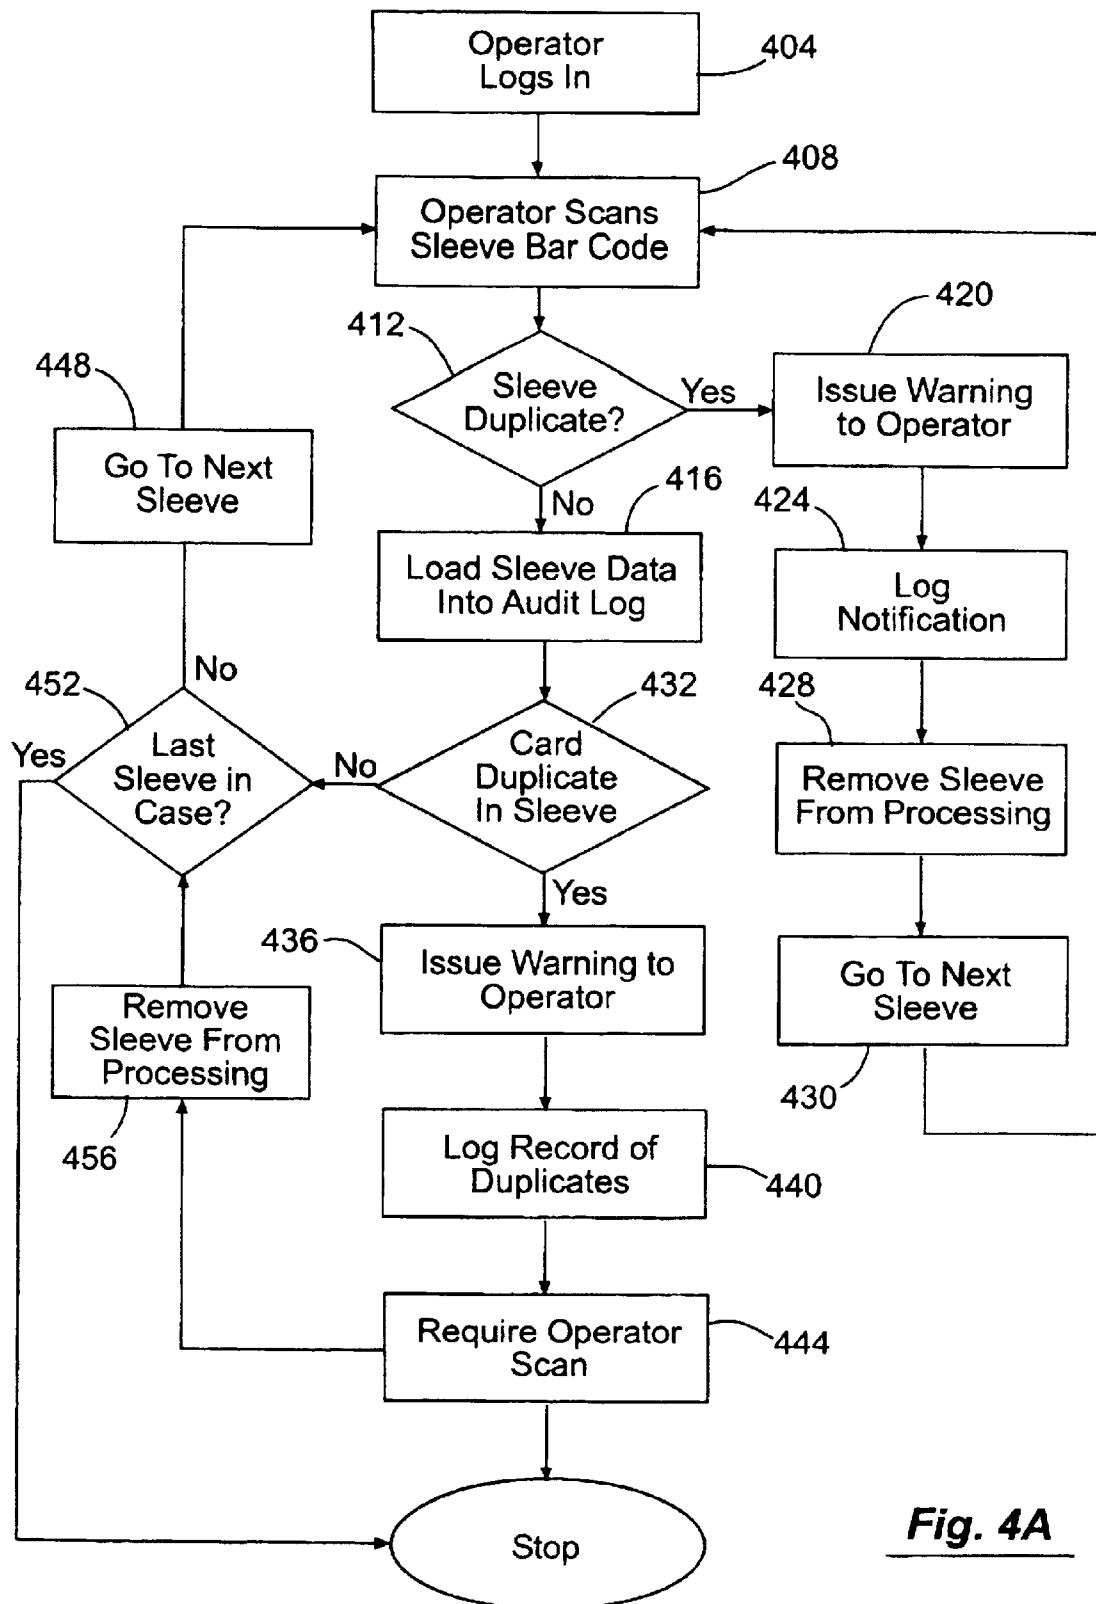 Operator
Logs In
404
408
Operator Scans
Sleeve Bar Code
412
Sleeve
Duplicate?
Yes
No
420
Issue Warning
to Operator
448
Go To Next
Sleeve
416
Load Sleeve Data
Into Audit Log
424
Log
Notification
452
No
Yes
Last
Sleeve in
Case?
432
No
Card
Duplicate
In Sleeve
Yes
428
Remove Sleeve
From Processing
436
Issue Warning to
Operator
Go To Next
Sleeve
430
Remove
Sleeve From
Processing
456
Log Record of
Duplicates
440
Require Operator
Scan
444
Stop
Fig. 4A